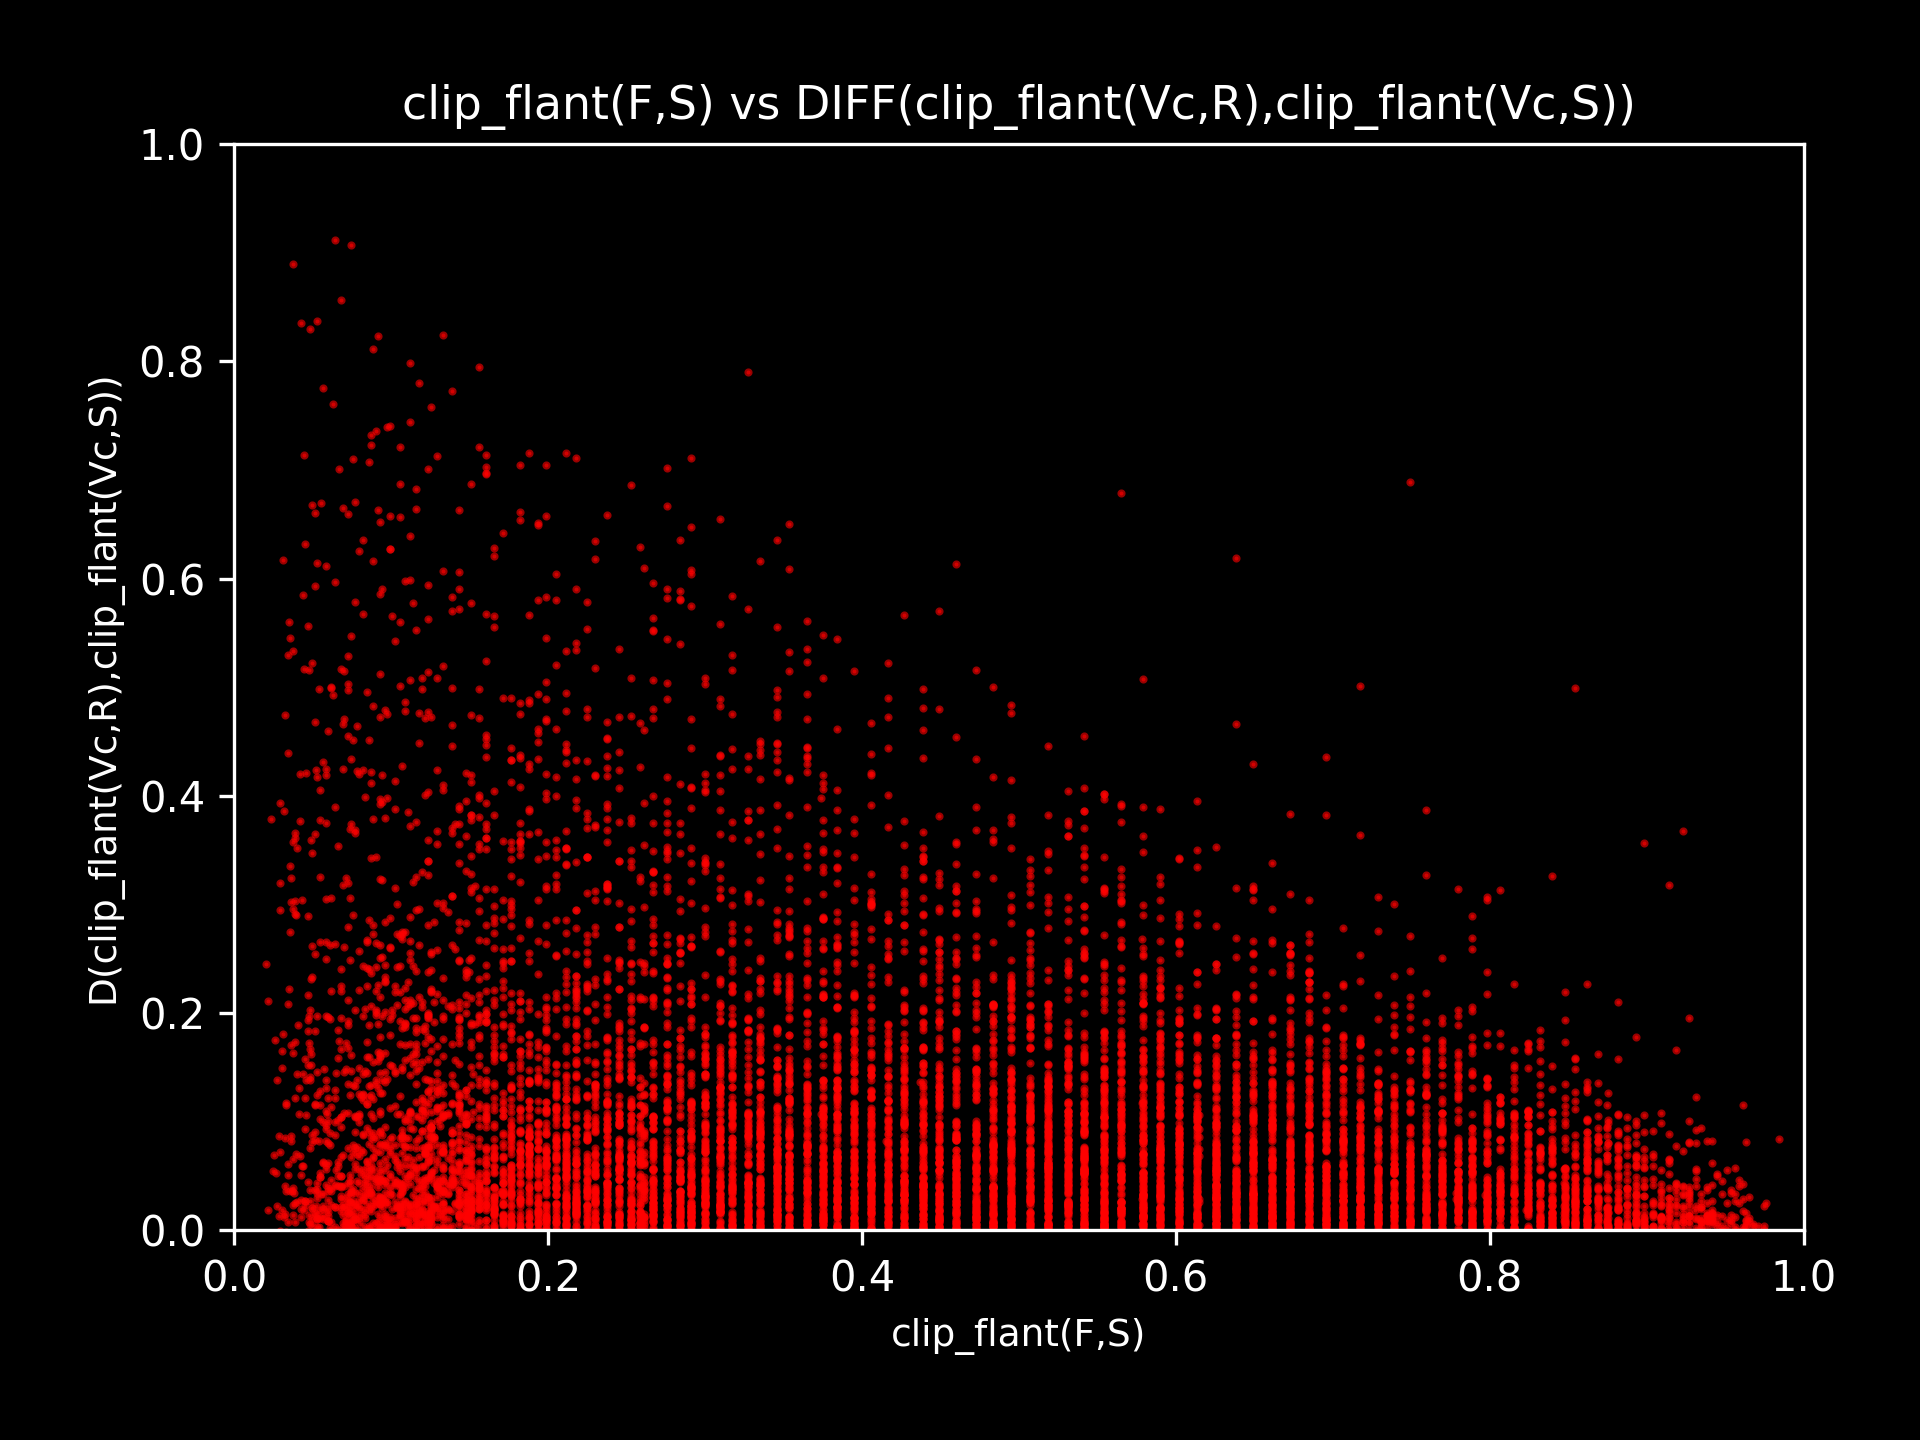 clip_flant(F,S) vs DIFF(clip_flant(Vc,R),clip_flant(Vc,S))
1.0
0.8
0.6
0.4
0.2
0.0
D(clip_flant(Vc,R),clip_flant(Vc,S))
0.0 0.2 0.4 0.6 0.8 1.0
clip_flant(F,S)